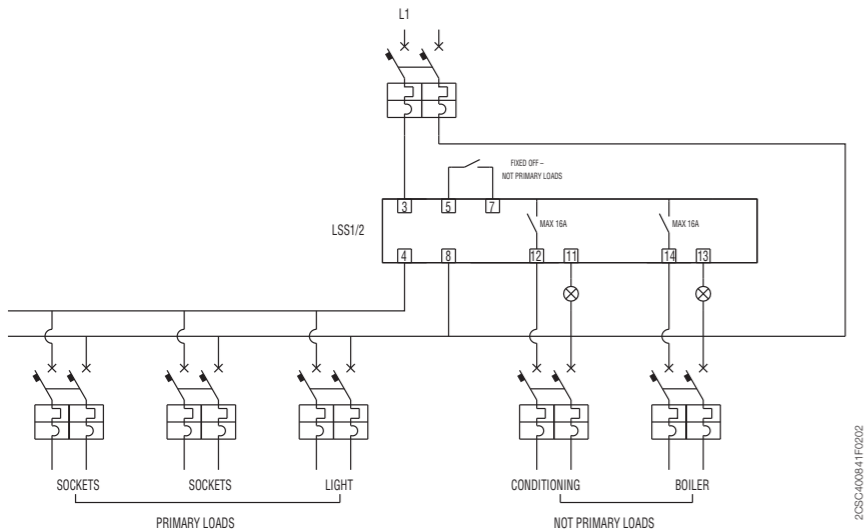 L1
FIXED OFF –
NOT PRIMARY LOADS
3
5
7
LSS1/2
MAX 16A
MAX 16A
4
8
12
11
14
13
SOCKETS
SOCKETS
LIGHT
CONDITIONING
BOILER
PRIMARY LOADS
NOT PRIMARY LOADS
2CSC400841F0202